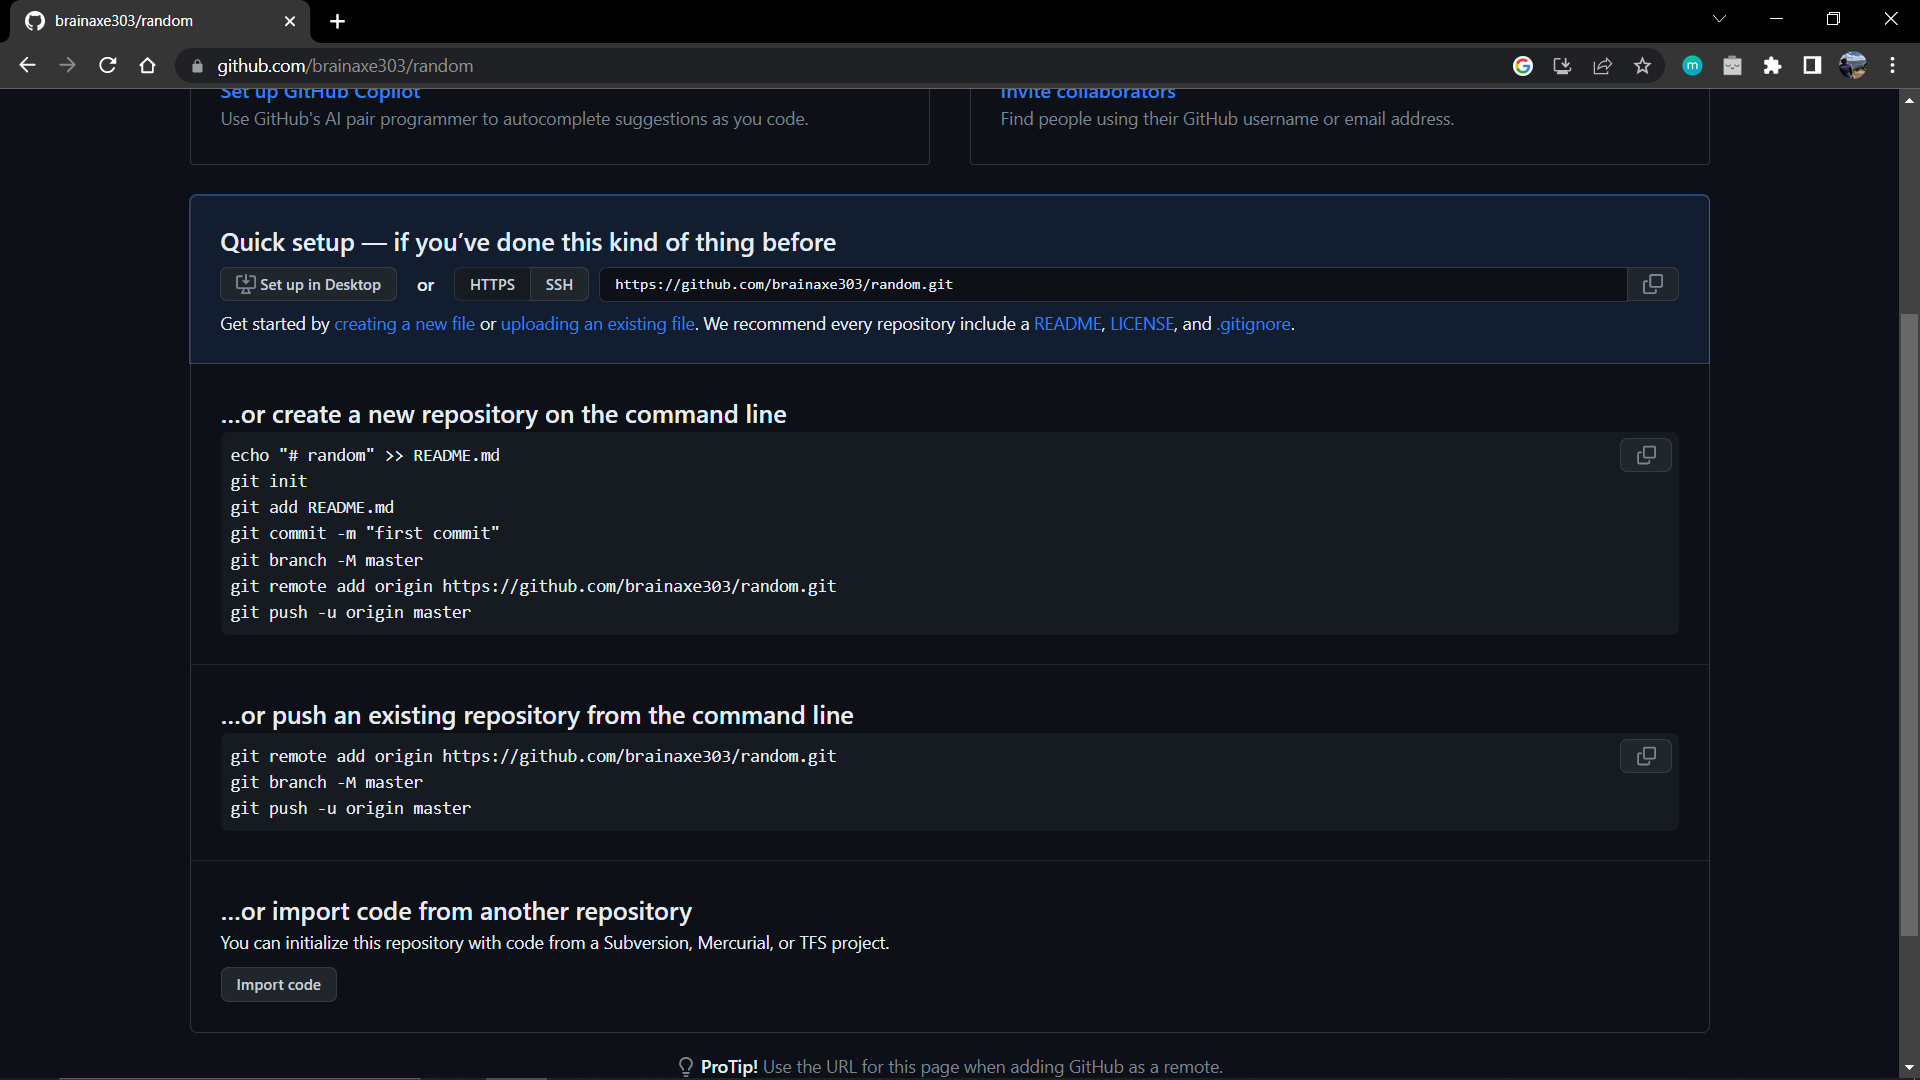 brainaxe303/random
github.com/brainaxe303/random
m
Set up GitHub Copilot
Use GitHub's AI pair programmer to autocomplete suggestions as you code.
Invite collaborators
Find people using their GitHub username or email address.
Quick setup — if you’ve done this kind of thing before
Set up in Desktop or HTTPS SSH https://github.com/brainaxe303/random.git
Get started by creating a new file or uploading an existing file. We recommend every repository include a README, LICENSE, and .gitignore.
…or create a new repository on the command line
echo "# random" >> README.md
git init
git add README.md
git commit -m "first commit"
git branch -M master
git remote add origin https://github.com/brainaxe303/random.git
git push -u origin master
…or push an existing repository from the command line
git remote add origin https://github.com/brainaxe303/random.git
git branch -M master
git push -u origin master
…or import code from another repository
You can initialize this repository with code from a Subversion, Mercurial, or TFS project.
Import code
ProTip! Use the URL for this page when adding GitHub as a remote.